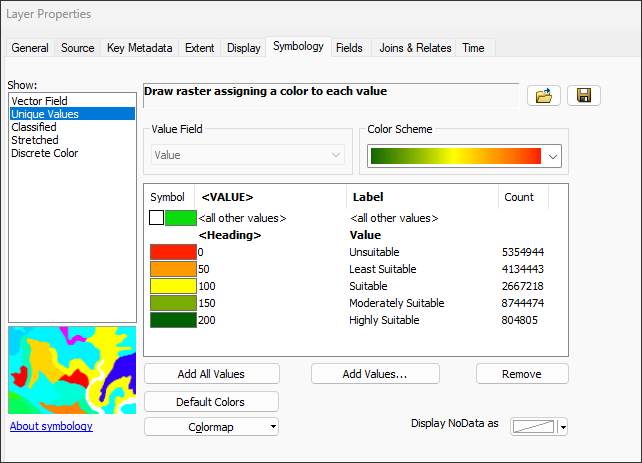 Layer Properties
General Source Key Metadata Extent Display Symbology Fields Joins & Relates Time
Show:
Vector Field
Unique Values
Classified
Stretched
Discrete Color
About symbology
Draw raster assigning a color to each value
Value Field
Value
Color Scheme
Symbol <VALUE> Label Count
<all other values> <all other values>
<Heading> Value
0 Unsuitable 5354944
50 Least Suitable 4134443
100 Suitable 2667218
150 Moderately Suitable 8744474
200 Highly Suitable 804805
Add All Values Add Values... Remove
Default Colors
Colormap Display NoData as